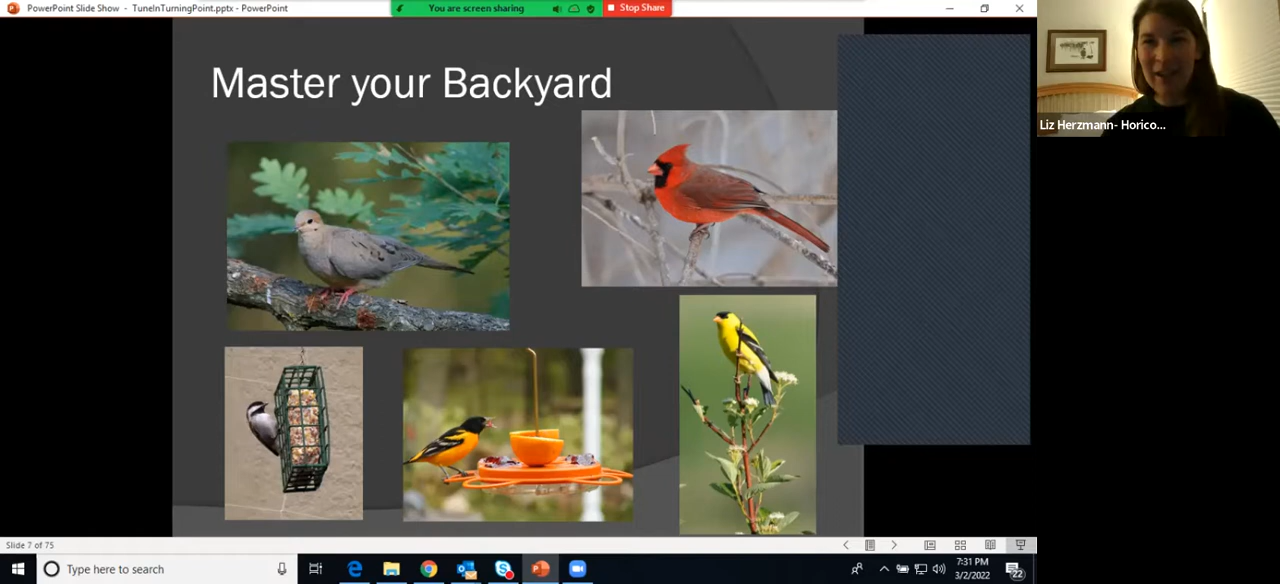 PowerPoint Slide Show - TuneInTurningPoint.pptx - PowerPoint
You are screen sharing
Stop Share
Master your Backyard
Liz Herzmann- Horico...
Slide 7 of 75
Type here to search
7:31 PM
3/2/2022
22